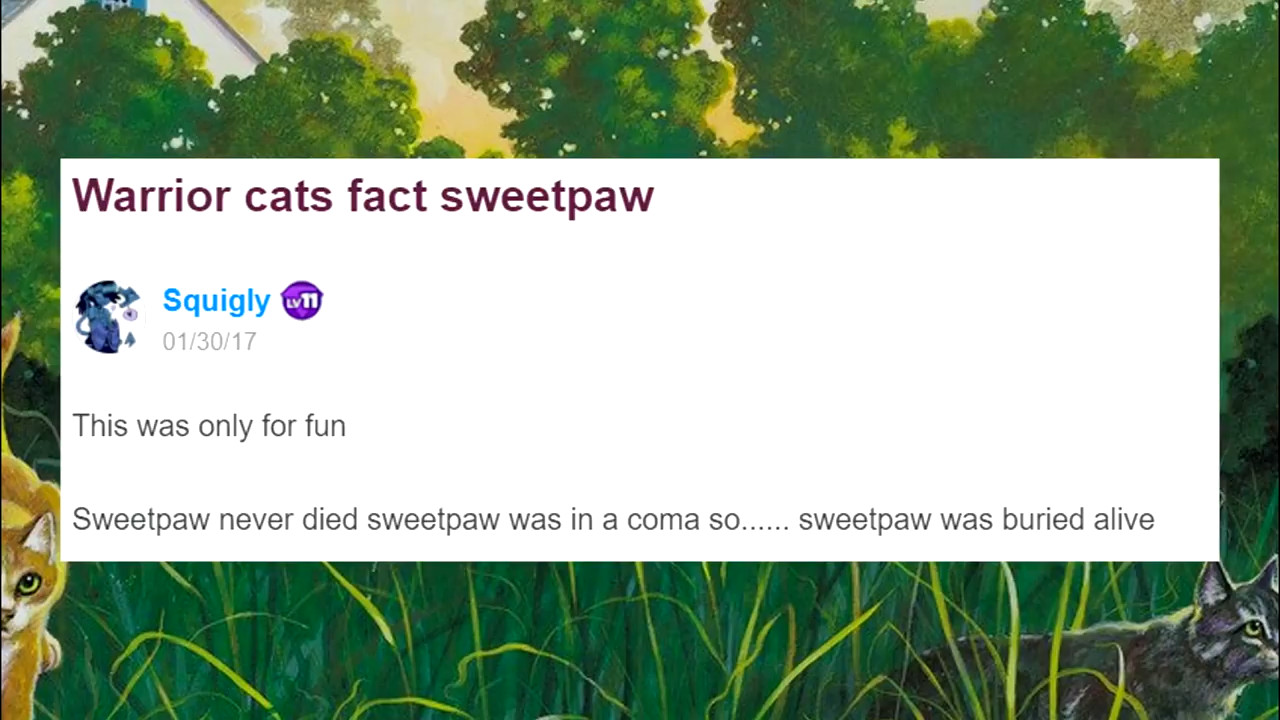 Warrior cats fact sweetpaw
Squigly LV11
01/30/17
This was only for fun
Sweetpaw never died sweetpaw was in a coma so...... sweetpaw was buried alive